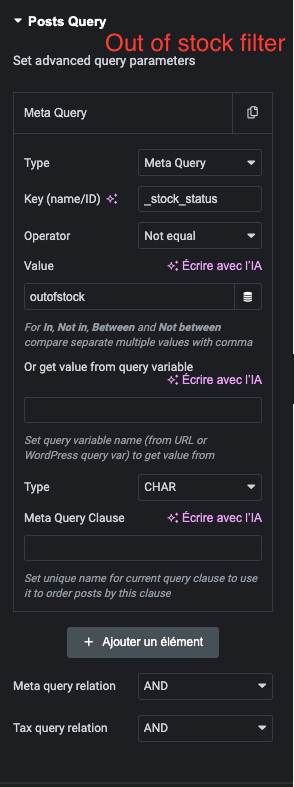 Posts Query
Out of stock filter
Set advanced query parameters
Meta Query
Type
Meta Query
Key (name/ID)
_stock_status
Operator
Not equal
Value
Écrire avec l'IA
outofstock
For In, Not in, Between and Not between
compare separate multiple values with comma
Or get value from query variable
Écrire avec l'IA
Set query variable name (from URL or
WordPress query var) to get value from
Type
CHAR
Meta Query Clause
Écrire avec l'IA
Set unique name for current query clause to use
it to order posts by this clause
+ Ajouter un élément
Meta query relation
AND
Tax query relation
AND